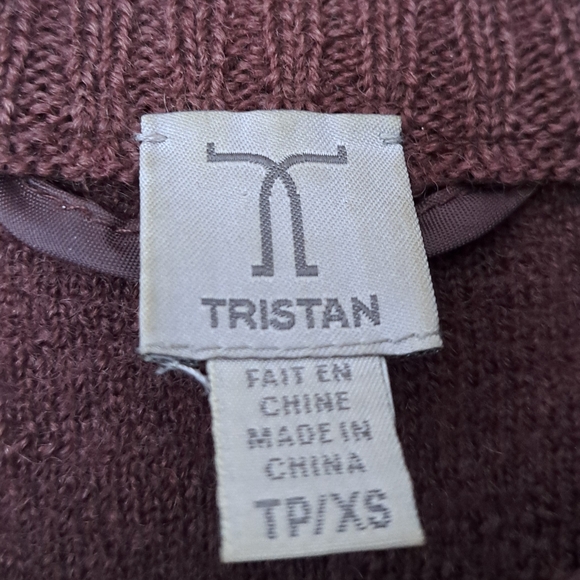 TRISTAN
FAIT EN
CHINE
MADE IN
CHINA
TP/XS